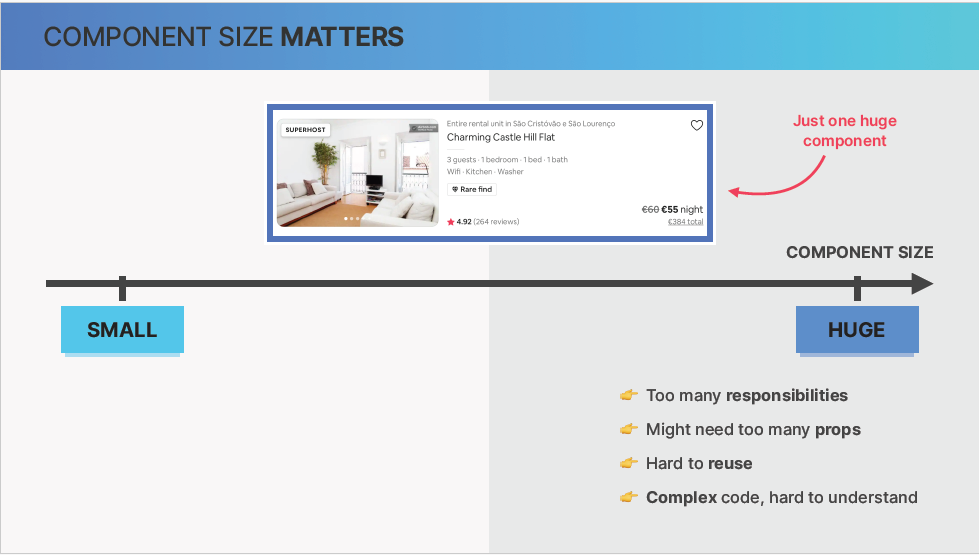 COMPONENT SIZE MATTERS
SUPERHOST
Entire rental unit in São Cristóvão e São Lourenço
Charming Castle Hill Flat
3 guests · 1 bedroom · 1 bed · 1 bath
Wifi · Kitchen · Washer
Rare find
€60 €55 night
4.92 (264 reviews)
€384 total
Just one huge
component
COMPONENT SIZE
SMALL
HUGE
👉 Too many responsibilities
👉 Might need too many props
👉 Hard to reuse
👉 Complex code, hard to understand